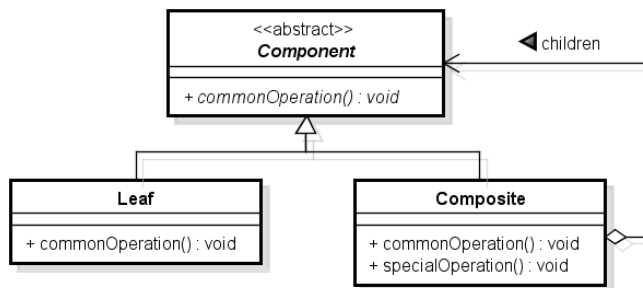 <<abstract>>
Component
children
+ commonOperation() : void
Leaf
Composite
+ commonOperation() : void
+ commonOperation() : void
+ specialOperation() : void